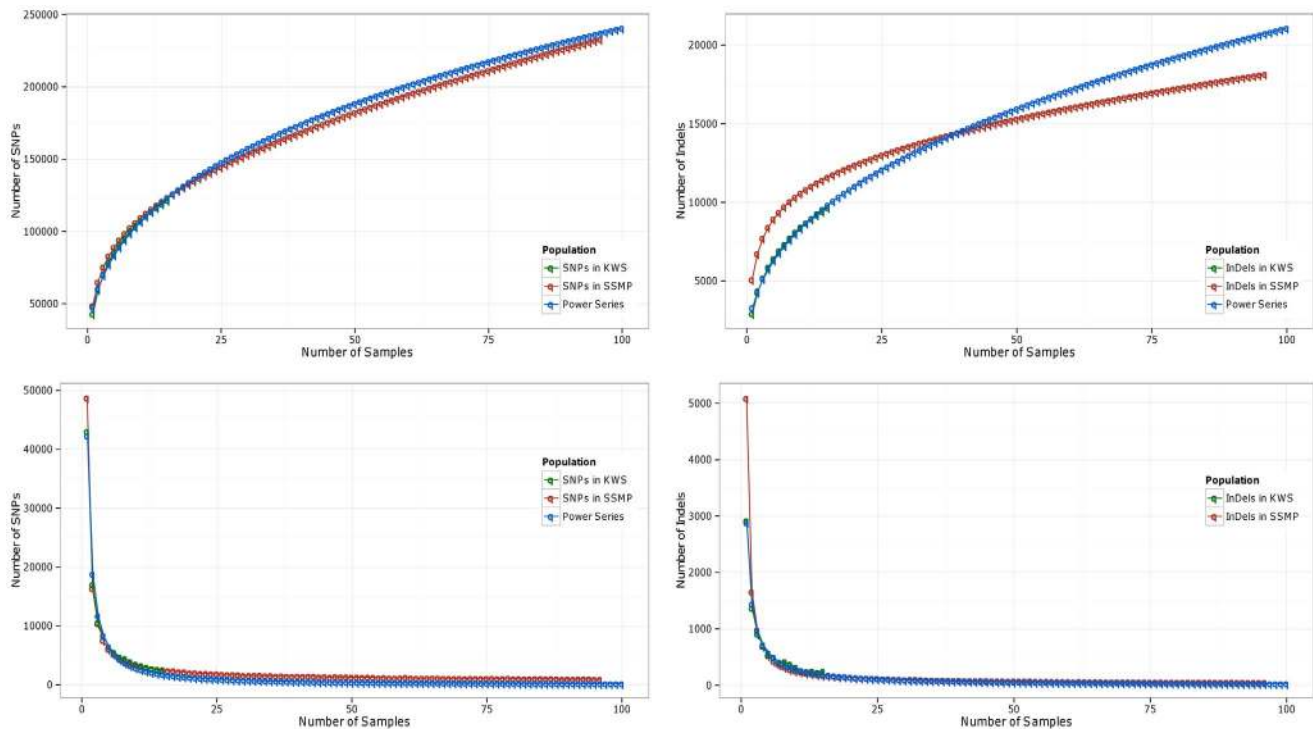 250000
200000
150000
100000
50000
Number of SNPs
0
25
50
75
100
Number of Samples
Population
SNPs in KWS
SNPs in SSMP
Power Series
20000
15000
10000
5000
Number of Indels
0
25
50
75
100
Number of Samples
Population
InDels in KWS
InDels in SSMP
Power Series
50000
40000
30000
20000
10000
0
Number of SNPs
0
25
50
75
100
Number of Samples
Population
SNPs in KWS
SNPs in SSMP
Power Series
5000
4000
3000
2000
1000
0
Number of Indels
0
25
50
75
100
Number of Samples
Population
InDels in KWS
InDels in SSMP